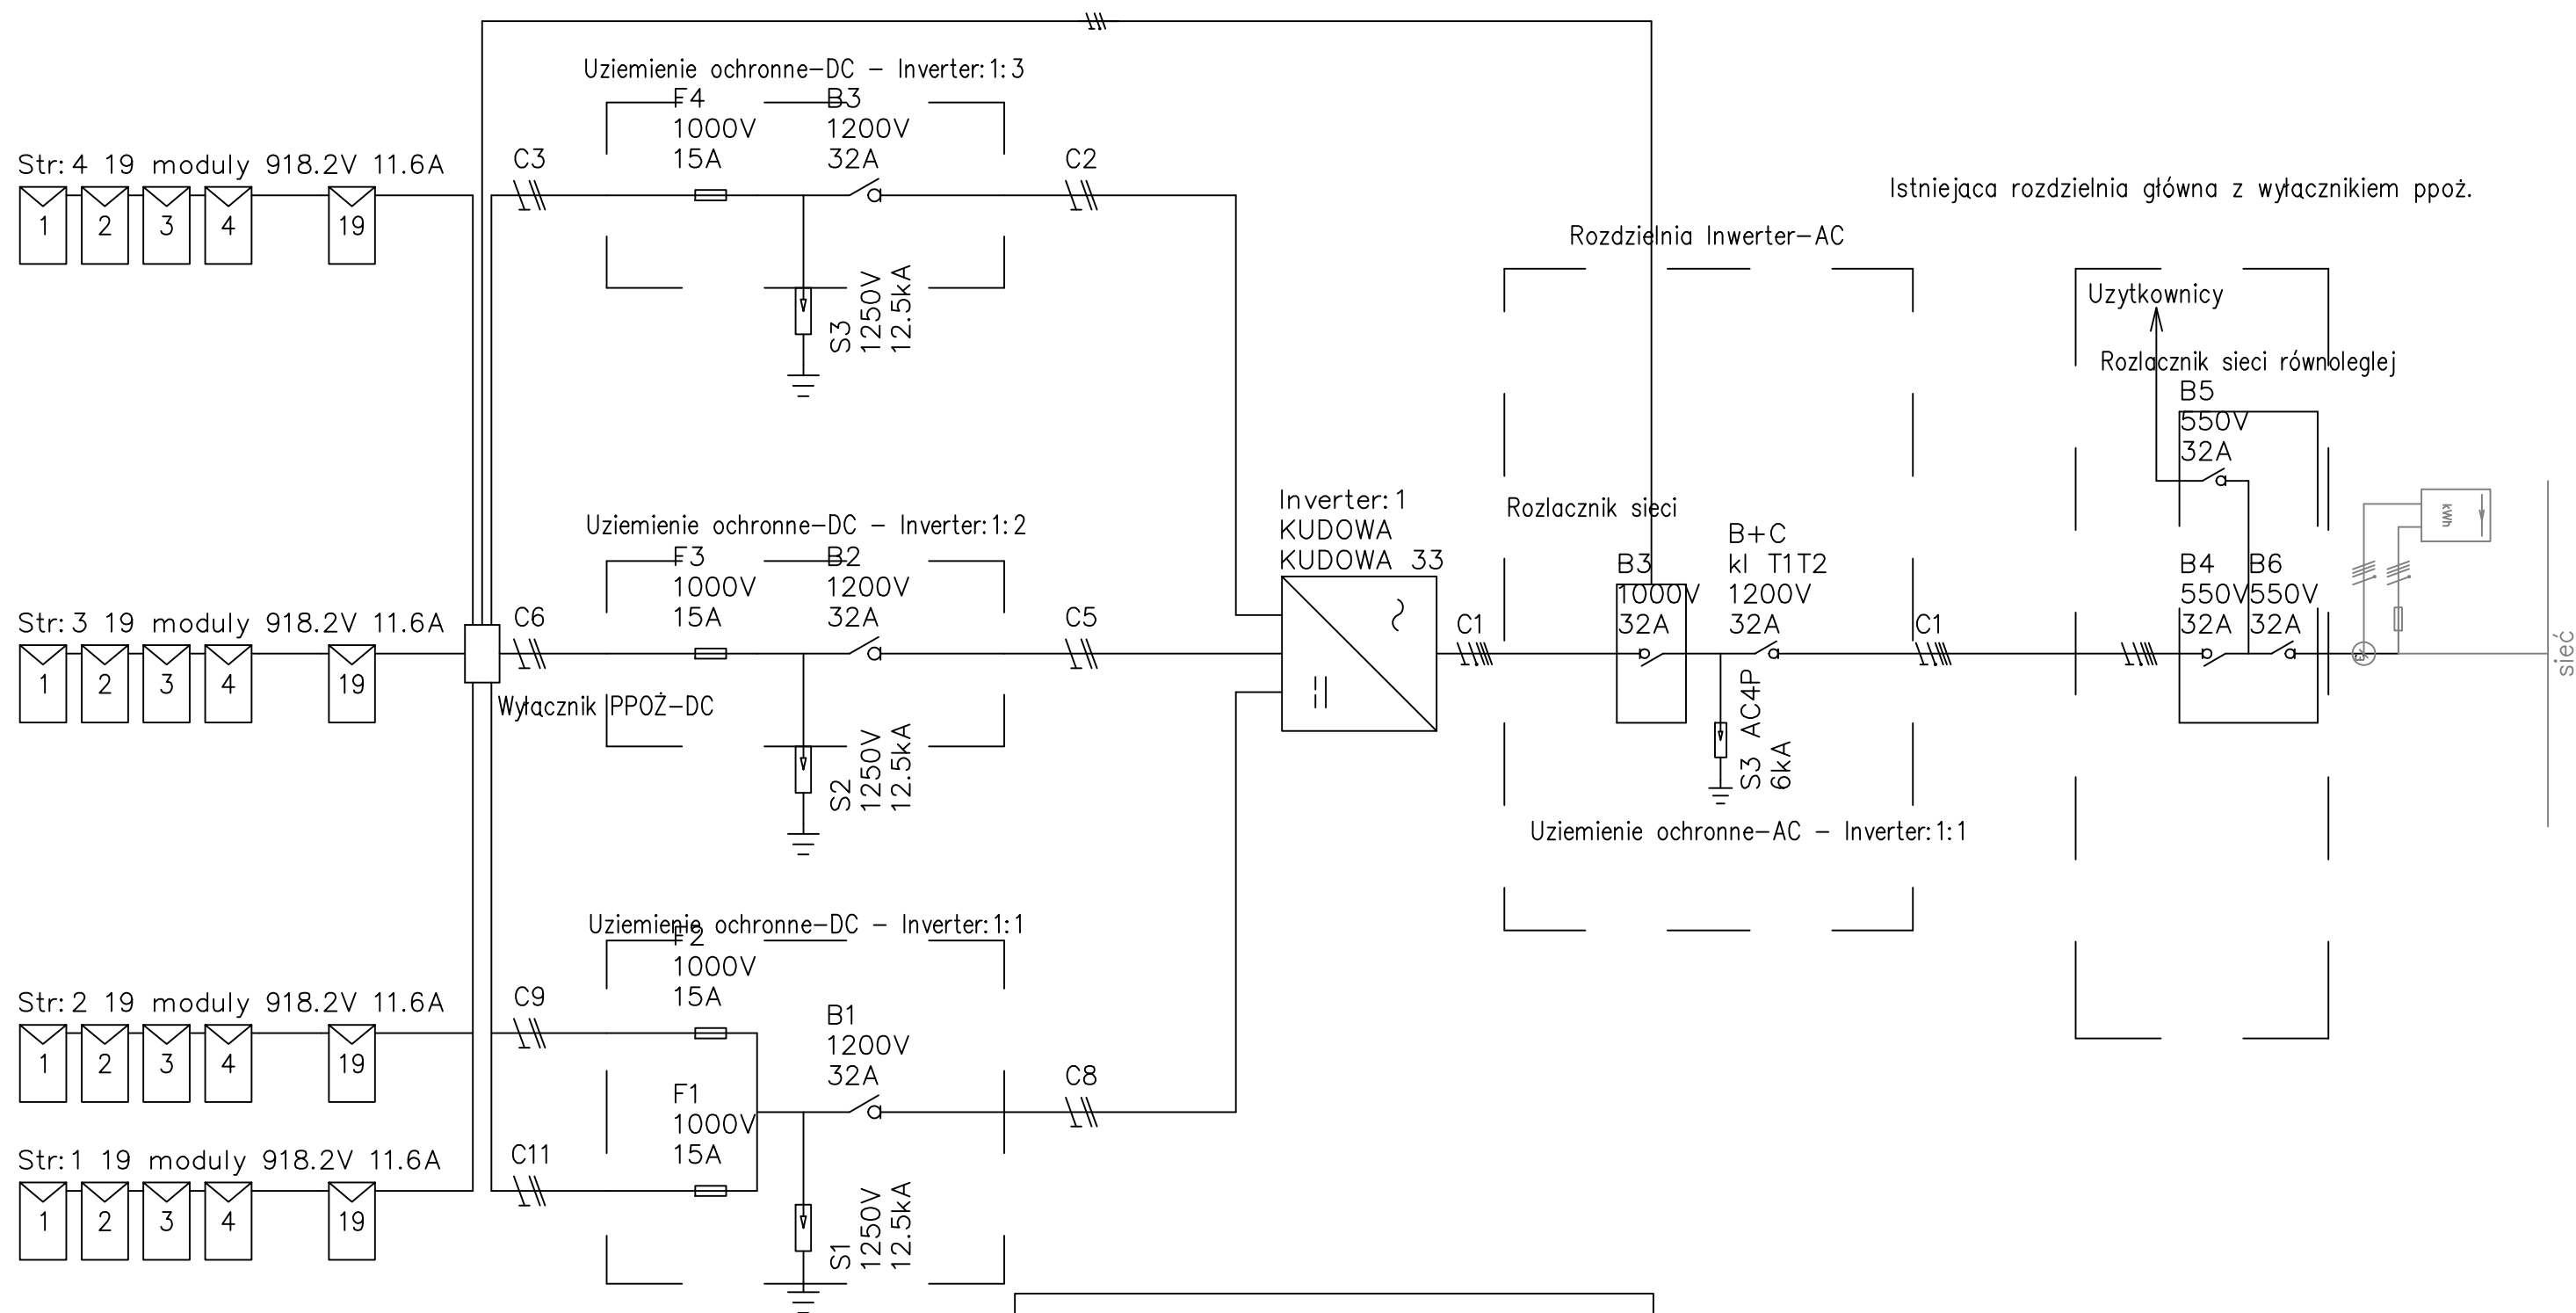 Uziemienie ochronne-DC - Inverter:1:3
F4
1000V
15A
B3
1200V
32A
Str:4 19 moduly 918.2V 11.6A
1 2 3 4 19
C3
C2
S3
1250V
12.5kA
Istniejąca rozdzielnia główna z wyłącznikiem ppoż.
Rozdzielnia Inwerter-AC
Uzytkownicy
Rozlacznik sieci równoleglej
B5
550V
32A
Uziemienie ochronne-DC - Inverter:1:2
F3
1000V
15A
B2
1200V
32A
Str:3 19 moduly 918.2V 11.6A
1 2 3 4 19
C6
C5
Wyłącznik PPOŻ-DC
S2
1250V
12.5kA
Inverter:1
KUDOWA
KUDOWA 33
C1
Rozlacznik sieci
B3
1000V
32A
B+C
kl T1T2
1200V
32A
S3 AC4P
6kA
C1
Uziemienie ochronne-AC - Inverter:1:1
B4
550V
32A
B6
550V
32A
kWh
sieć
Uziemienie ochronne-DC - Inverter:1:1
F2
1000V
15A
Str:2 19 moduly 918.2V 11.6A
1 2 3 4 19
C9
B1
1200V
32A
C8
F1
1000V
15A
Str:1 19 moduly 918.2V 11.6A
1 2 3 4 19
C11
S1
1250V
12.5kA